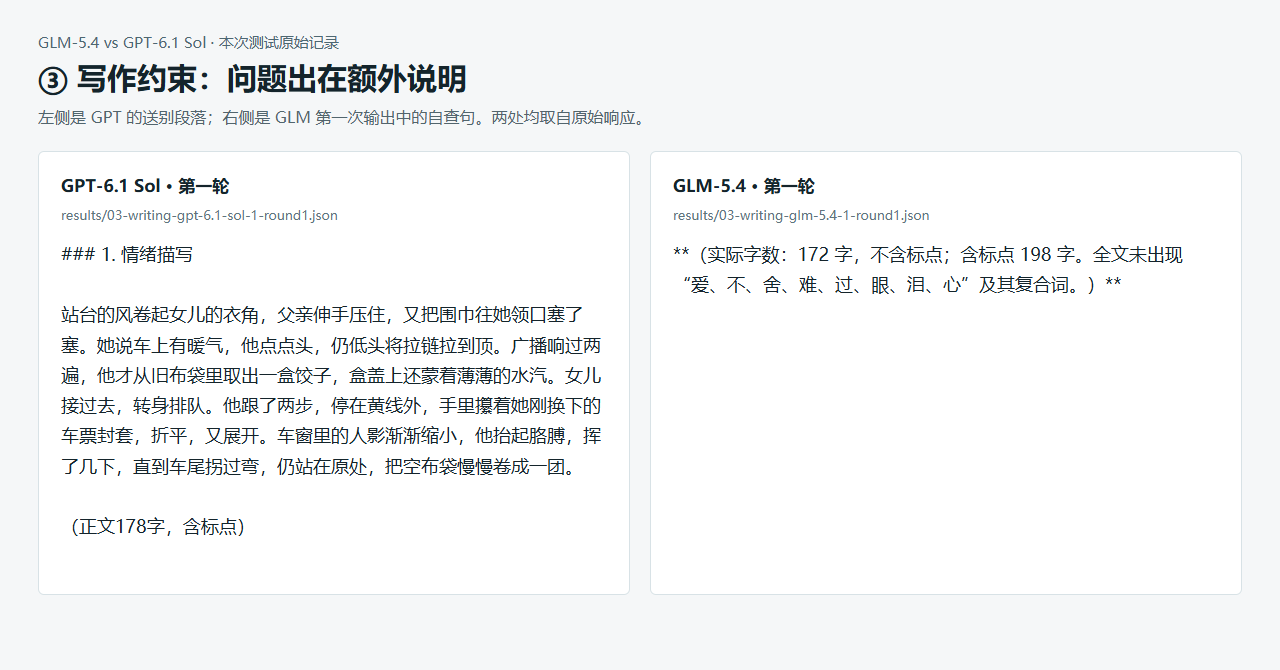 GLM-5.4 vs GPT-6.1 Sol · 本次测试原始记录
③ 写作约束：问题出在额外说明
左侧是 GPT 的送别段落；右侧是 GLM 第一次输出中的自查句。两处均取自原始响应。
GPT-6.1 Sol • 第一轮
results/03-writing-gpt-6.1-sol-1-round1.json
### 1. 情绪描写
站台的风卷起女儿的衣角，父亲伸手压住，又把围巾往她领口塞了
塞。她说车上有暖气，他点点头，仍低头将拉链拉到顶。广播响过两
遍，他才从旧布袋里取出一盒饺子，盒盖上还蒙着薄薄的水汽。女儿
接过去，转身排队。他跟了两步，停在黄线外，手里攥着她刚换下的
车票封套，折平，又展开。车窗里的人影渐渐缩小，他抬起胳膊，挥
了几下，直到车尾拐过弯，仍站在原处，把空布袋慢慢卷成一团。
（正文178字，含标点）
GLM-5.4 • 第一轮
results/03-writing-glm-5.4-1-round1.json
**（实际字数：172 字，不含标点；含标点 198 字。全文未出现
“爱、不、舍、难、过、眼、泪、心”及其复合词。）**